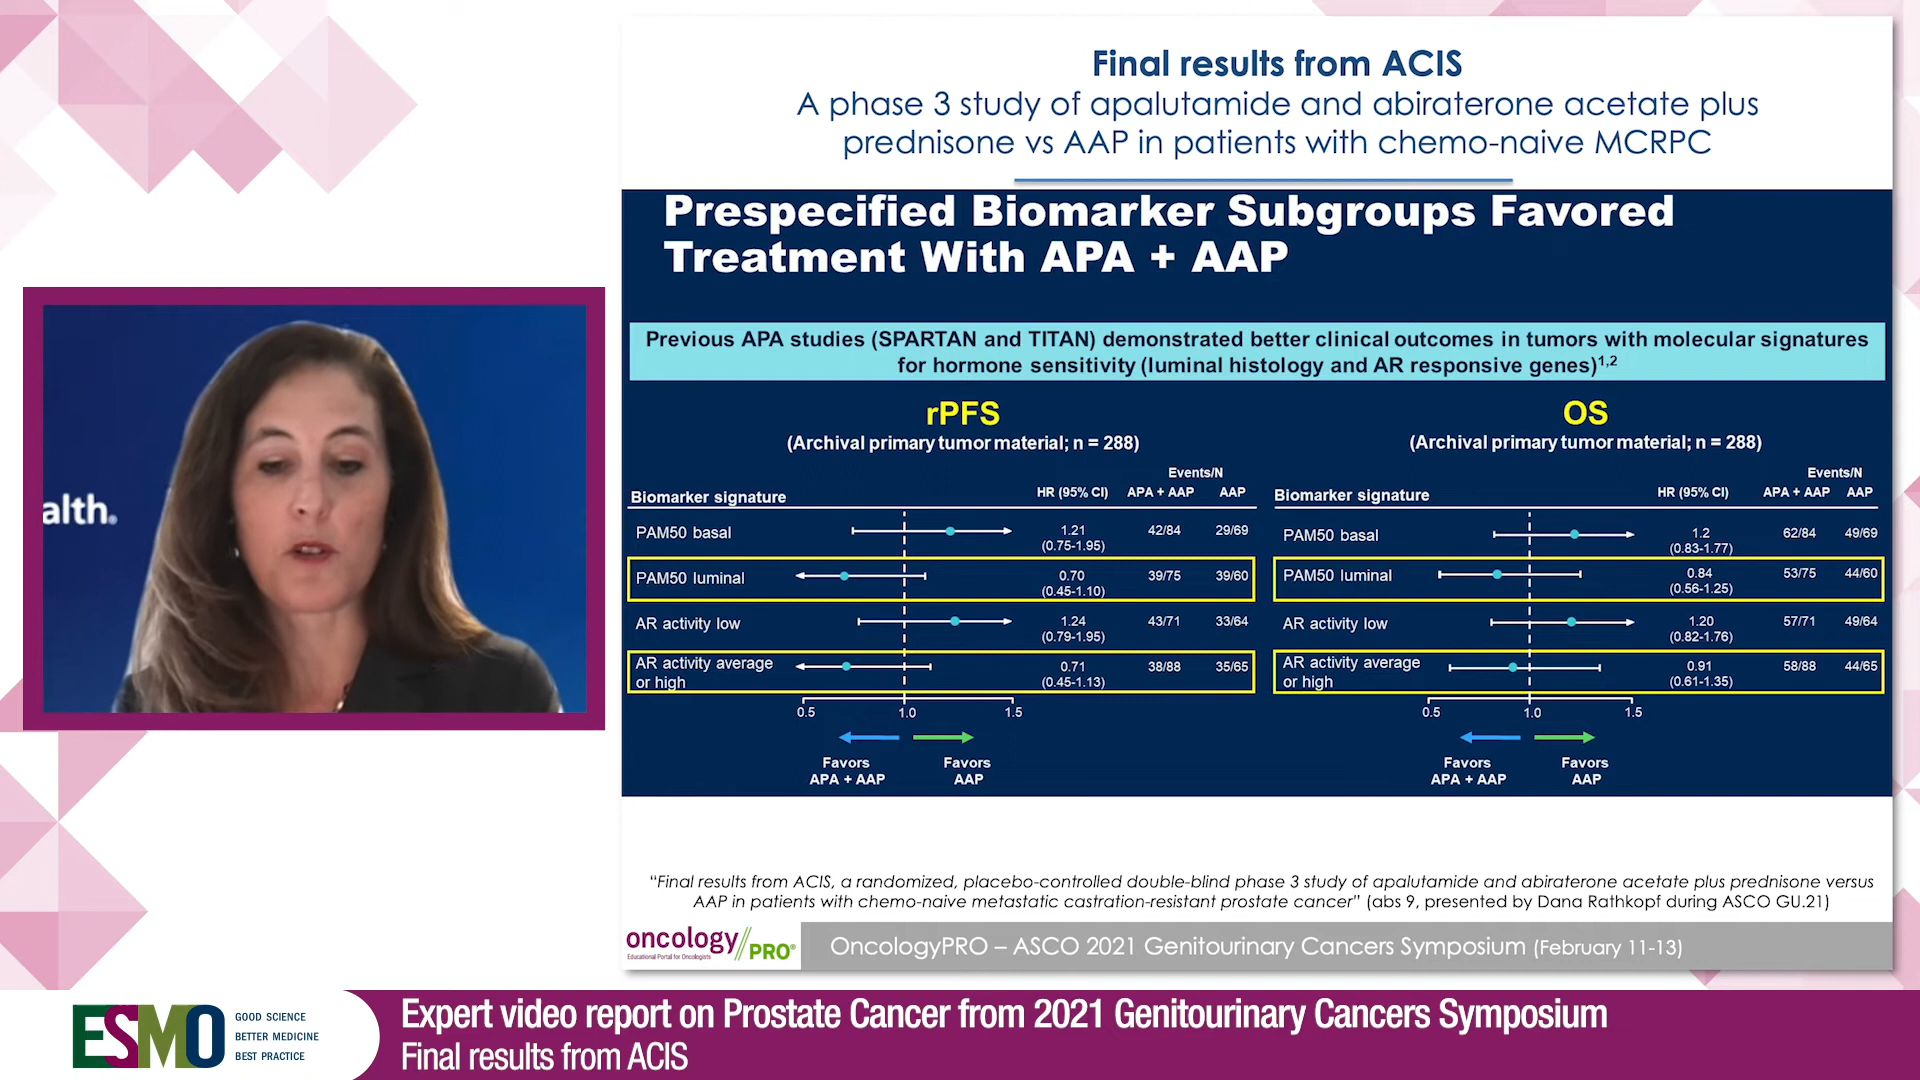 Final results from ACIS
A phase 3 study of apalutamide and abiraterone acetate plus
prednisone vs AAP in patients with chemo-naive MCRPC
Prespecified Biomarker Subgroups Favored
Treatment With APA + AAP
Previous APA studies (SPARTAN and TITAN) demonstrated better clinical outcomes in tumors with molecular signatures
for hormone sensitivity (luminal histology and AR responsive genes)1,2
rPFS
(Archival primary tumor material; n = 288)
Events/N
Biomarker signature HR (95% CI) APA + AAP AAP
PAM50 basal 1.21 42/84 29/69
(0.75-1.95)
PAM50 luminal 0.70 39/75 39/60
(0.45-1.10)
AR activity low 1.24 43/71 33/64
(0.79-1.95)
AR activity average 0.71 38/88 35/65
or high (0.45-1.13)
0.5 1.0 1.5
Favors Favors
APA + AAP AAP
OS
(Archival primary tumor material; n = 288)
Events/N
Biomarker signature HR (95% CI) APA + AAP AAP
PAM50 basal 1.2 62/84 49/69
(0.83-1.77)
PAM50 luminal 0.84 53/75 44/60
(0.56-1.25)
AR activity low 1.20 57/71 49/64
(0.82-1.76)
AR activity average 0.91 58/88 44/65
or high (0.61-1.35)
0.5 1.0 1.5
Favors Favors
APA + AAP AAP
alth.
"Final results from ACIS, a randomized, placebo-controlled double-blind phase 3 study of apalutamide and abiraterone acetate plus prednisone versus
AAP in patients with chemo-naive metastatic castration-resistant prostate cancer" (abs 9, presented by Dana Rathkopf during ASCO GU.21)
oncology PRO®
Educational Portal for Oncologists
OncologyPRO – ASCO 2021 Genitourinary Cancers Symposium (February 11-13)
ESMO
GOOD SCIENCE
BETTER MEDICINE
BEST PRACTICE
Expert video report on Prostate Cancer from 2021 Genitourinary Cancers Symposium
Final results from ACIS